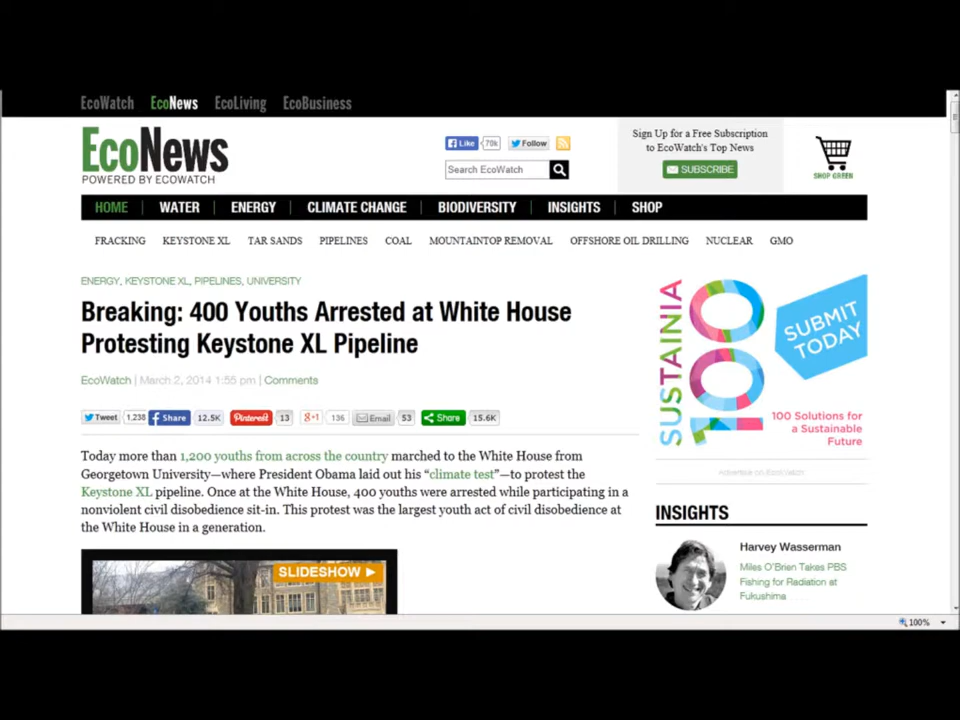 EcoWatch EcoNews EcoLiving EcoBusiness
EcoNews
POWERED BY ECOWATCH
Like 70k Follow
Search EcoWatch
Sign Up for a Free Subscription
to EcoWatch's Top News
SUBSCRIBE
SHOP GREEN
HOME WATER ENERGY CLIMATE CHANGE BIODIVERSITY INSIGHTS SHOP
FRACKING KEYSTONE XL TAR SANDS PIPELINES COAL MOUNTAINTOP REMOVAL OFFSHORE OIL DRILLING NUCLEAR GMO
ENERGY, KEYSTONE XL, PIPELINES, UNIVERSITY
Breaking: 400 Youths Arrested at White House
Protesting Keystone XL Pipeline
EcoWatch | March 2, 2014 1:55 pm | Comments
Tweet 1,238 Share 12.5K Pinterest 13 g+1 136 Email 53 Share 15.6K
Today more than 1,200 youths from across the country marched to the White House from
Georgetown University—where President Obama laid out his “climate test”—to protest the
Keystone XL pipeline. Once at the White House, 400 youths were arrested while participating in a
nonviolent civil disobedience sit-in. This protest was the largest youth act of civil disobedience at
the White House in a generation.
SLIDESHOW
SUSTAINIA
100
SUBMIT
TODAY
100 Solutions for
a Sustainable
Future
Advertise on EcoWatch
INSIGHTS
Harvey Wasserman
Miles O'Brien Takes PBS
Fishing for Radiation at
Fukushima
100%